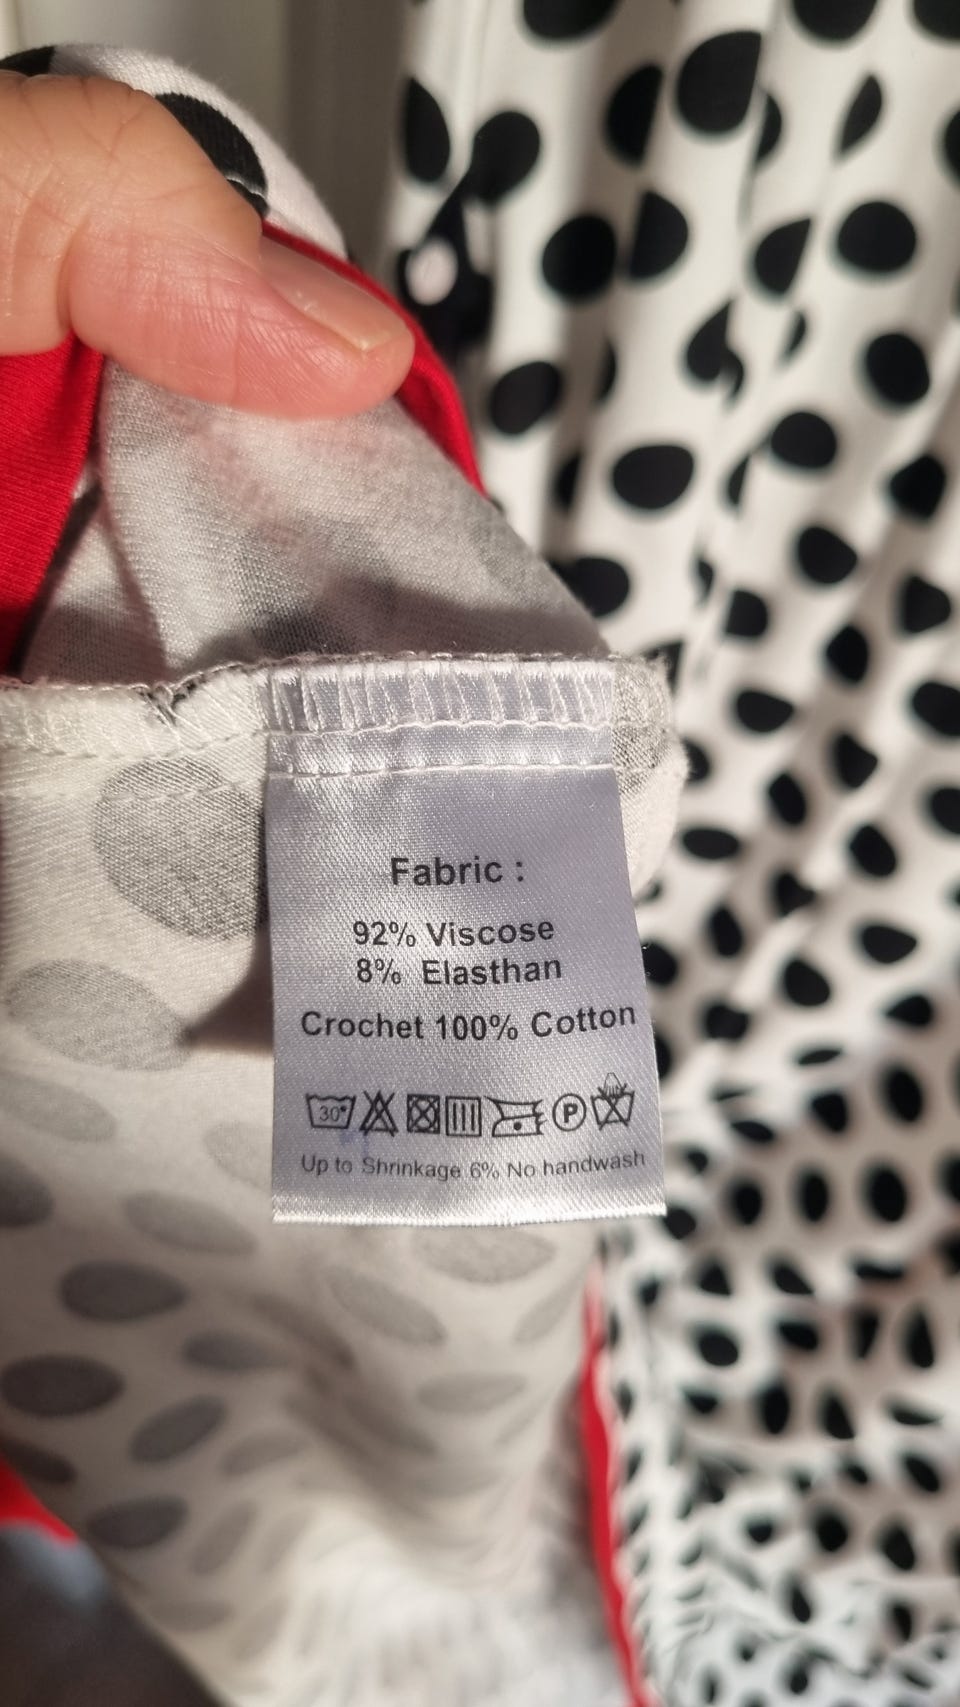 Fabric :
92% Viscose
8% Elasthan
Crochet 100% Cotton
30° P
Up to Shrinkage 6% No handwash